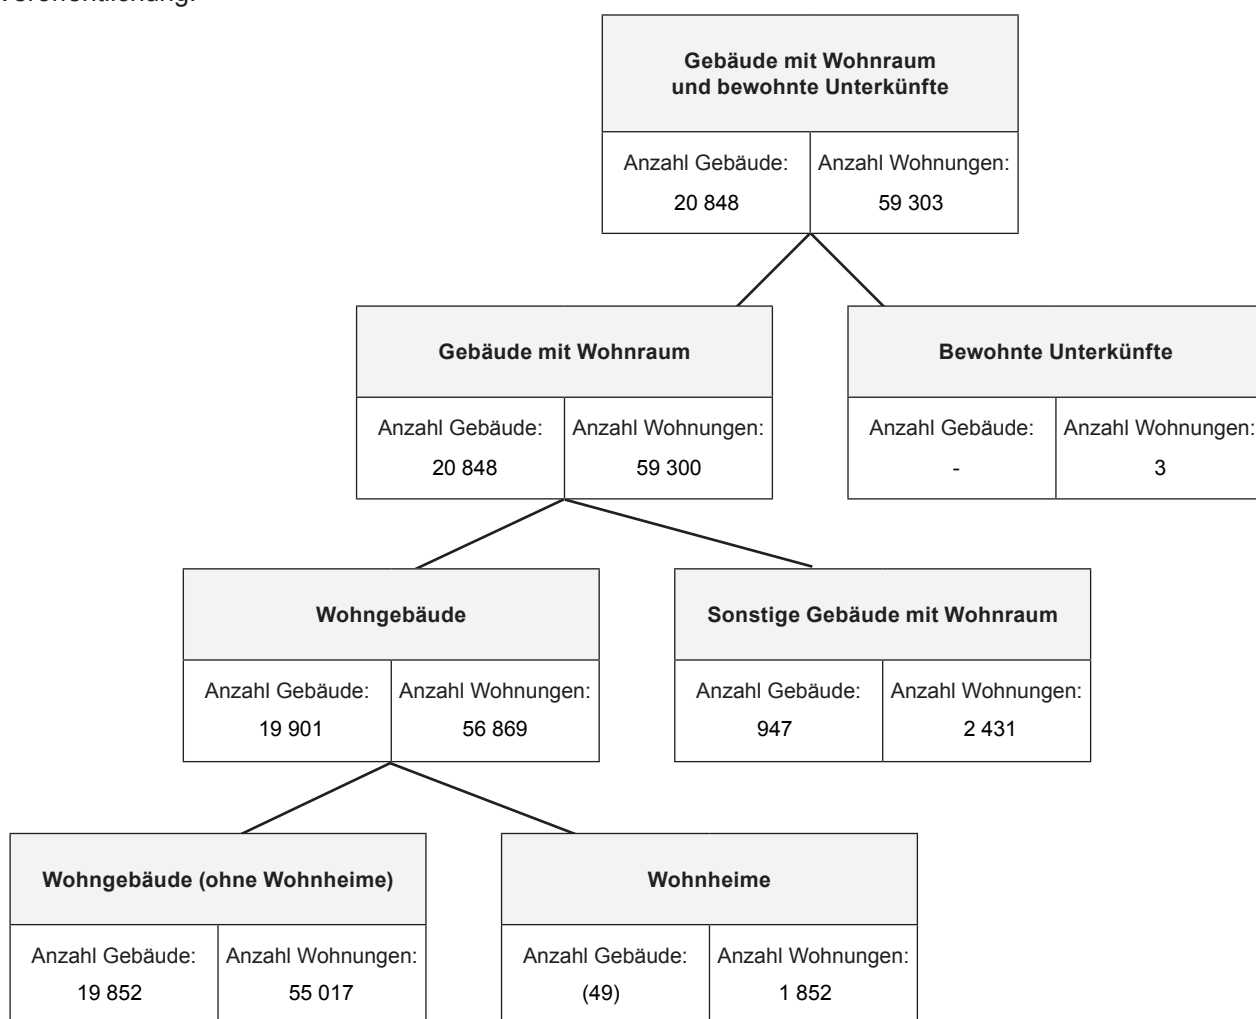 Veröffentlichung.
Gebäude mit Wohnraum
und bewohnte Unterkünfte
Anzahl Gebäude:
20 848
Anzahl Wohnungen:
59 303
Gebäude mit Wohnraum
Anzahl Gebäude:
20 848
Anzahl Wohnungen:
59 300
Bewohnte Unterkünfte
Anzahl Gebäude:
-
Anzahl Wohnungen:
3
Wohngebäude
Anzahl Gebäude:
19 901
Anzahl Wohnungen:
56 869
Sonstige Gebäude mit Wohnraum
Anzahl Gebäude:
947
Anzahl Wohnungen:
2 431
Wohngebäude (ohne Wohnheime)
Anzahl Gebäude:
19 852
Anzahl Wohnungen:
55 017
Wohnheime
Anzahl Gebäude:
(49)
Anzahl Wohnungen:
1 852